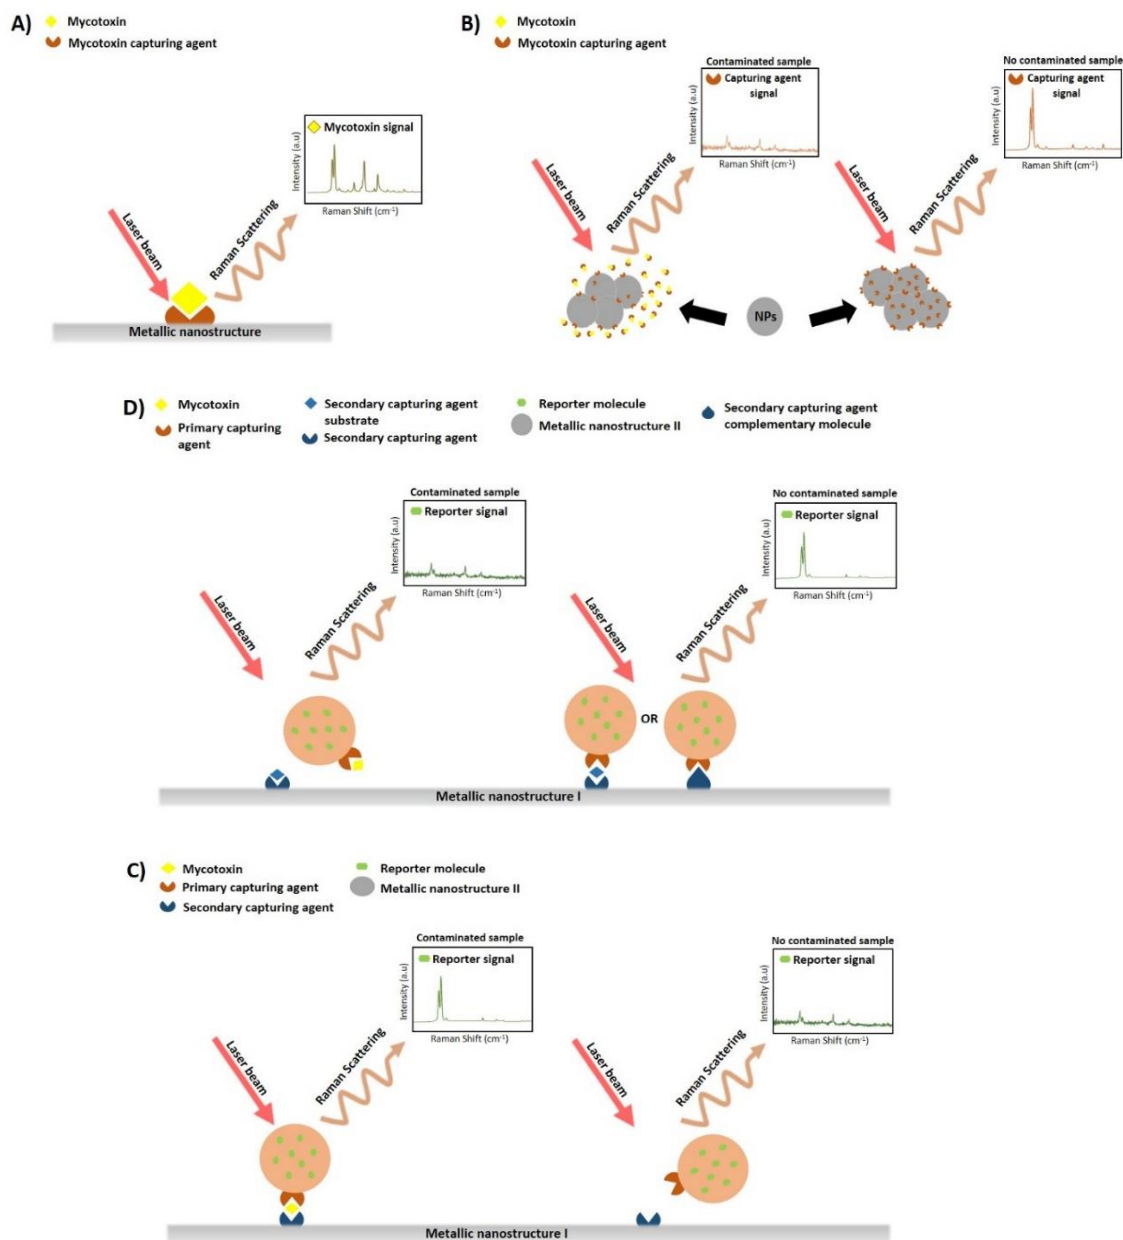 A)
Mycotoxin
Mycotoxin capturing agent
Mycotoxin signal
Intensity (a.u)
Raman Shift (cm⁻¹)
Laser beam
Raman Scattering
Metallic nanostructure
B)
Mycotoxin
Mycotoxin capturing agent
Contaminated sample
Capturing agent
signal
Intensity (a.u)
Raman Shift (cm⁻¹)
Laser beam
Raman Scattering
No contaminated sample
Capturing agent
signal
Intensity (a.u)
Raman Shift (cm⁻¹)
Laser beam
Raman Scattering
NPs
D)
Mycotoxin
Primary capturing
agent
Secondary capturing agent
substrate
Secondary capturing agent
Reporter molecule
Metallic nanostructure II
Secondary capturing agent
complementary molecule
Contaminated sample
Reporter signal
Intensity (a.u)
Raman Shift (cm⁻¹)
Laser beam
Raman Scattering
No contaminated sample
Reporter signal
Intensity (a.u)
Raman Shift (cm⁻¹)
Laser beam
Raman Scattering
OR
Metallic nanostructure I
C)
Mycotoxin
Primary capturing agent
Secondary capturing agent
Reporter molecule
Metallic nanostructure II
Contaminated sample
Reporter signal
Intensity (a.u)
Raman Shift (cm⁻¹)
Laser beam
Raman Scattering
No contaminated sample
Reporter signal
Intensity (a.u)
Raman Shift (cm⁻¹)
Laser beam
Raman Scattering
Metallic nanostructure I